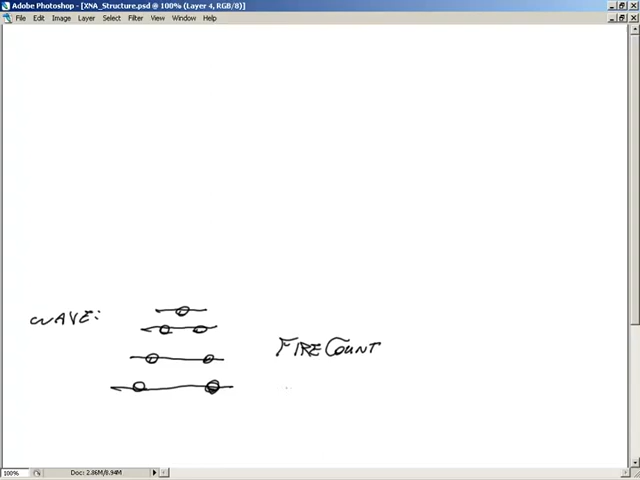 Adobe Photoshop - [XNA_Structure.psd @ 100% (Layer 4, RGB/8)]
File Edit Image Layer Select Filter View Window Help
WAVE:
FIRECOUNT
100% Doc: 2.86M/8.94M